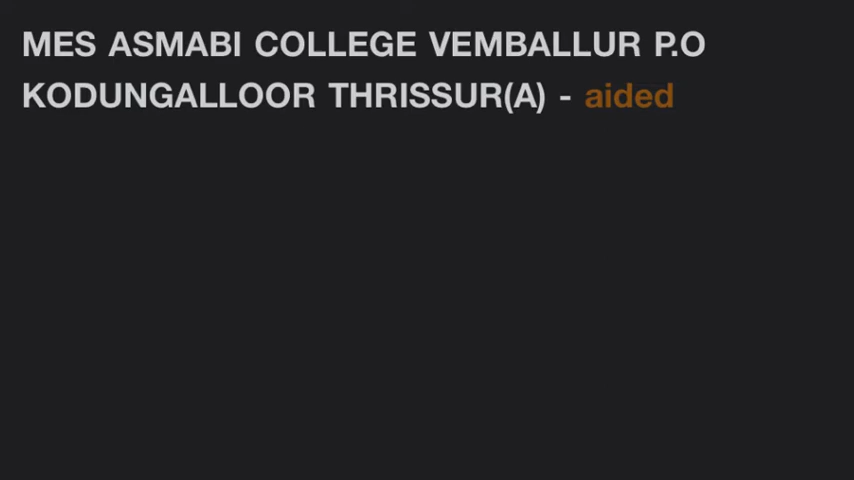 MES ASMABI COLLEGE VEMBALLUR P.O
KODUNGALLOOR THRISSUR(A) - aided